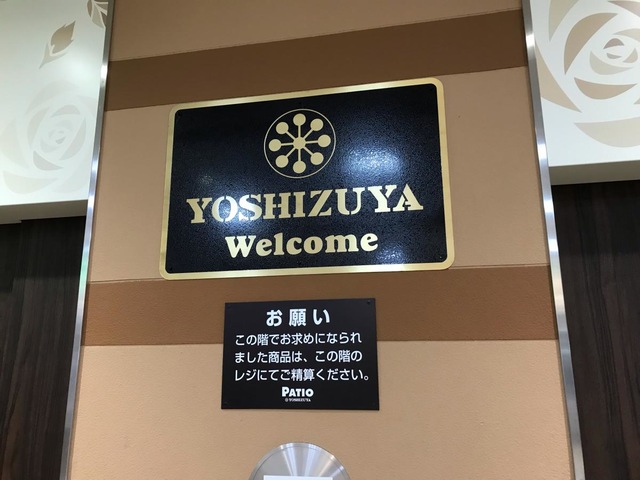 YOSHIZUYA
Welcome
お願い
この階でお求めになられ
ました商品は、この階の
レジにてご精算ください。
PATIO